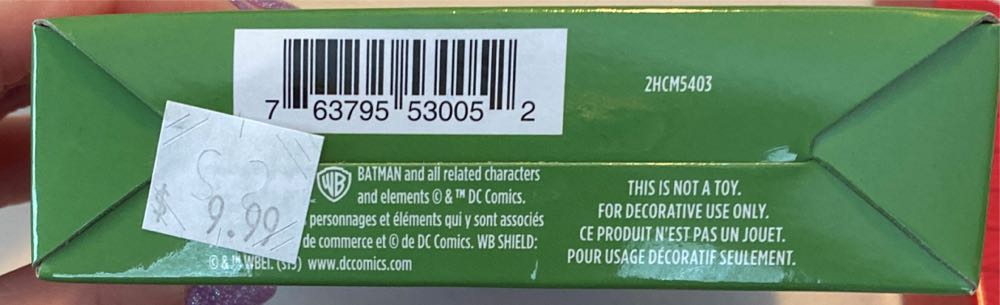 7 63795 53005 2
2HCM5403
$ 9.99
WB
BATMAN and all related characters
and elements © & ™ DC Comics.
personnages et éléments qui y sont associés
de commerce et © de DC Comics. WB SHIELD:
© & ™ WBEI. (s15) www.dccomics.com
THIS IS NOT A TOY.
FOR DECORATIVE USE ONLY.
CE PRODUIT N'EST PAS UN JOUET.
POUR USAGE DÉCORATIF SEULEMENT.